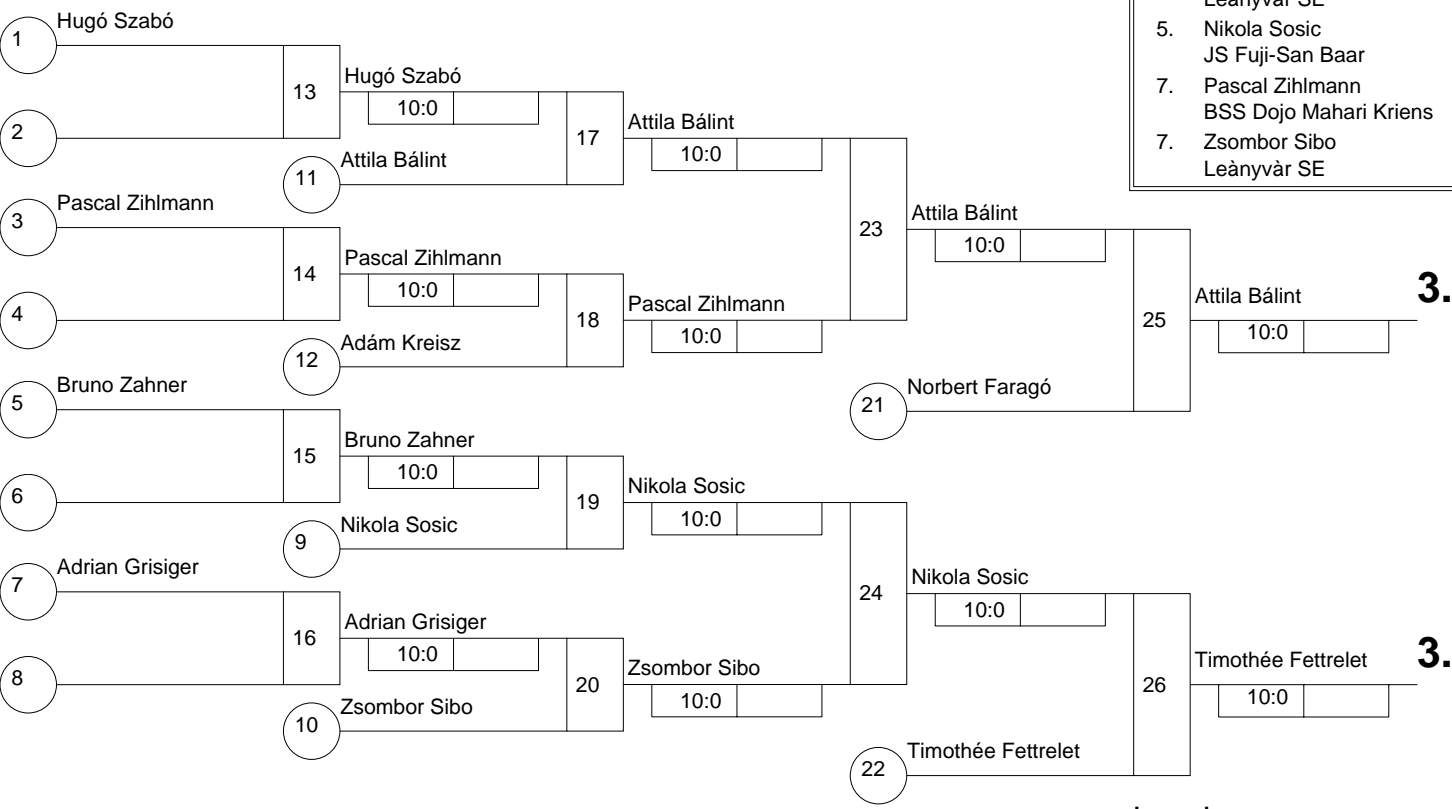 Leànyvàr SE
5. Nikola Sosic
JS Fuji-San Baar
7. Pascal Zihlmann
BSS Dojo Mahari Kriens
7. Zsombor Sibo
Leànyvàr SE
1 Hugó Szabó
2
13
Hugó Szabó
10:0
11 Attila Bálint
17
Attila Bálint
10:0
3 Pascal Zihlmann
4
14
Pascal Zihlmann
10:0
12 Adám Kreisz
18
Pascal Zihlmann
10:0
23
Attila Bálint
10:0
21 Norbert Faragó
25
Attila Bálint 3.
10:0
5 Bruno Zahner
6
15
Bruno Zahner
10:0
9 Nikola Sosic
19
Nikola Sosic
10:0
7 Adrian Grisiger
8
16
Adrian Grisiger
10:0
10 Zsombor Sibo
20
Zsombor Sibo
10:0
24
Nikola Sosic
10:0
22 Timothée Fettrelet
26
Timothée Fettrelet 3.
10:0